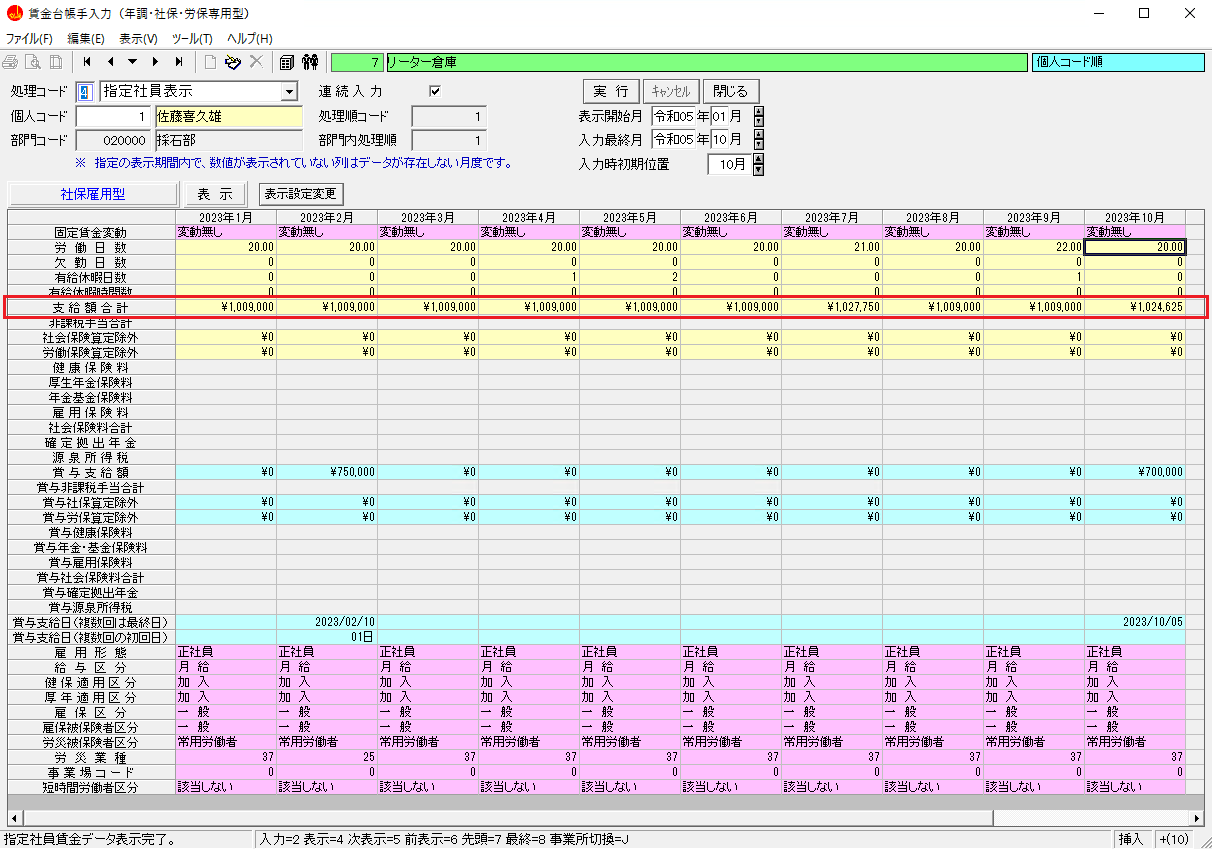 賃金台帳手入力（年調・社保・労保専用型）
ファイル(F) 編集(E) 表示(V) ツール(T) ヘルプ(H)
7 リーター倉庫 個人コード順
処理コード 4 指定社員表示 連続入力 実行 キャンセル 閉じる
個人コード 1 佐藤喜久雄 処理順コード 1 表示開始月 令和05年01月
部門コード 020000 採石部 部門内処理順 1 入力最終月 令和05年10月
※ 指定の表示期間内で、数値が表示されていない列はデータが存在しない月度です。 入力時初期位置 10月
社保雇用型 表示 表示設定変更
2023年1月 2023年2月 2023年3月 2023年4月 2023年5月 2023年6月 2023年7月 2023年8月 2023年9月 2023年10月
固定賃金変動 変動無し 変動無し 変動無し 変動無し 変動無し 変動無し 変動無し 変動無し 変動無し 変動無し
労働日数 20.00 20.00 20.00 20.00 20.00 20.00 21.00 20.00 22.00 20.00
欠勤日数 0 0 0 0 0 0 0 0 0 0
有給休暇日数 0 0 0 1 2 0 0 0 1 0
有給休暇時間数 0 0 0 0 0 0 0 0 0 0
支給額合計 ¥1,009,000 ¥1,009,000 ¥1,009,000 ¥1,009,000 ¥1,009,000 ¥1,009,000 ¥1,027,750 ¥1,009,000 ¥1,009,000 ¥1,024,625
非課税手当合計
社会保険算定除外 ¥0 ¥0 ¥0 ¥0 ¥0 ¥0 ¥0 ¥0 ¥0 ¥0
労働保険算定除外 ¥0 ¥0 ¥0 ¥0 ¥0 ¥0 ¥0 ¥0 ¥0 ¥0
健康保険料
厚生年金保険料
年金基金保険料
雇用保険料
社会保険料合計
確定拠出年金
源泉所得税
賞与支給額 ¥0 ¥750,000 ¥0 ¥0 ¥0 ¥0 ¥0 ¥0 ¥0 ¥700,000
賞与非課税手当合計
賞与社保算定除外 ¥0 ¥0 ¥0 ¥0 ¥0 ¥0 ¥0 ¥0 ¥0 ¥0
賞与労保算定除外 ¥0 ¥0 ¥0 ¥0 ¥0 ¥0 ¥0 ¥0 ¥0 ¥0
賞与健康保険料
賞与年金・基金保険料
賞与雇用保険料
賞与社会保険料合計
賞与確定拠出年金
賞与源泉所得税
賞与支給日(複数回は最終日) 2023/02/10 2023/10/05
賞与支給日(複数回の初回日) 01日
雇用形態 正社員 正社員 正社員 正社員 正社員 正社員 正社員 正社員 正社員 正社員
給与区分 月給 月給 月給 月給 月給 月給 月給 月給 月給 月給
健保適用区分 加入 加入 加入 加入 加入 加入 加入 加入 加入 加入
厚年適用区分 加入 加入 加入 加入 加入 加入 加入 加入 加入 加入
雇保区分 一般 一般 一般 一般 一般 一般 一般 一般 一般 一般
雇保被保険者区分 一般 一般 一般 一般 一般 一般 一般 一般 一般 一般
労災被保険者区分 常用労働者 常用労働者 常用労働者 常用労働者 常用労働者 常用労働者 常用労働者 常用労働者 常用労働者 常用労働者
労災業種 37 25 37 37 37 37 37 37 37 37
事業場コード 0 0 0 0 0 0 0 0 0 0
短時間労働者区分 該当しない 該当しない 該当しない 該当しない 該当しない 該当しない 該当しない 該当しない 該当しない 該当しない
指定社員賃金データ表示完了。 入力=2 表示=4 次表示=5 前表示=6 先頭=7 最終=8 事業所切換=J 挿入 +(10)